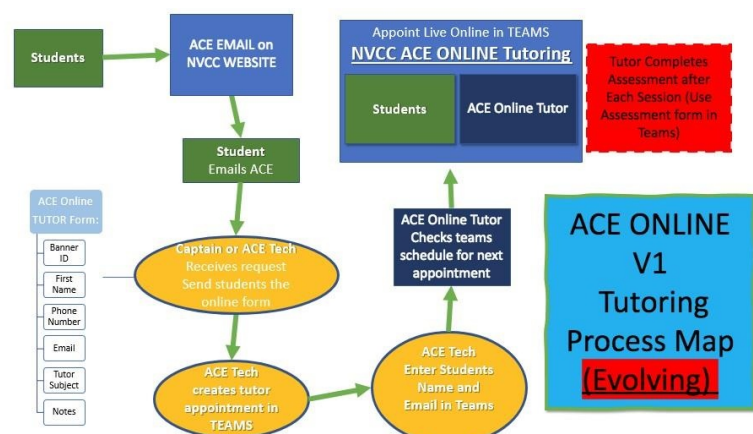 Students
ACE EMAIL on
NVCC WEBSITE
Student
Emails ACE
ACE Online
TUTOR Form:
Banner
ID
First
Name
Phone
Number
Email
Tutor
Subject
Notes
Captain or ACE Tech
Receives request
Send students the
online form
ACE Tech
creates tutor
appointment in
TEAMS
ACE Tech
Enter Students
Name and
Email in Teams
ACE Online Tutor
Checks teams
schedule for next
appointment
Appoint Live Online in TEAMS
NVCC ACE ONLINE Tutoring
Students
ACE Online Tutor
Tutor Completes
Assessment after
Each Session (Use
Assessment form in
Teams)
ACE ONLINE
V1
Tutoring
Process Map
(Evolving)